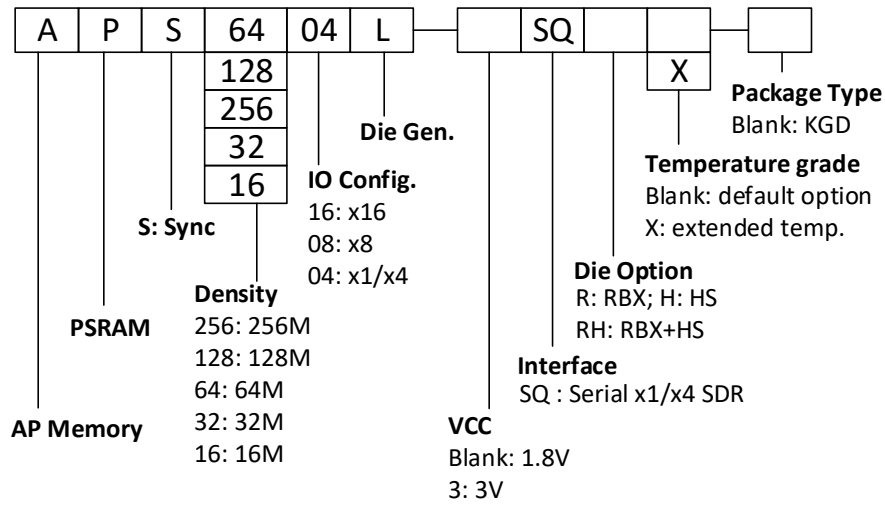 A P S 64 04 L SQ
128
256
32
16
X
Package Type
Blank: KGD
Die Gen.
Temperature grade
Blank: default option
X: extended temp.
IO Config.
16: x16
08: x8
04: x1/x4
S: Sync
Die Option
R: RBX; H: HS
RH: RBX+HS
Density
256: 256M
128: 128M
64: 64M
32: 32M
16: 16M
PSRAM
Interface
SQ : Serial x1/x4 SDR
AP Memory
VCC
Blank: 1.8V
3: 3V